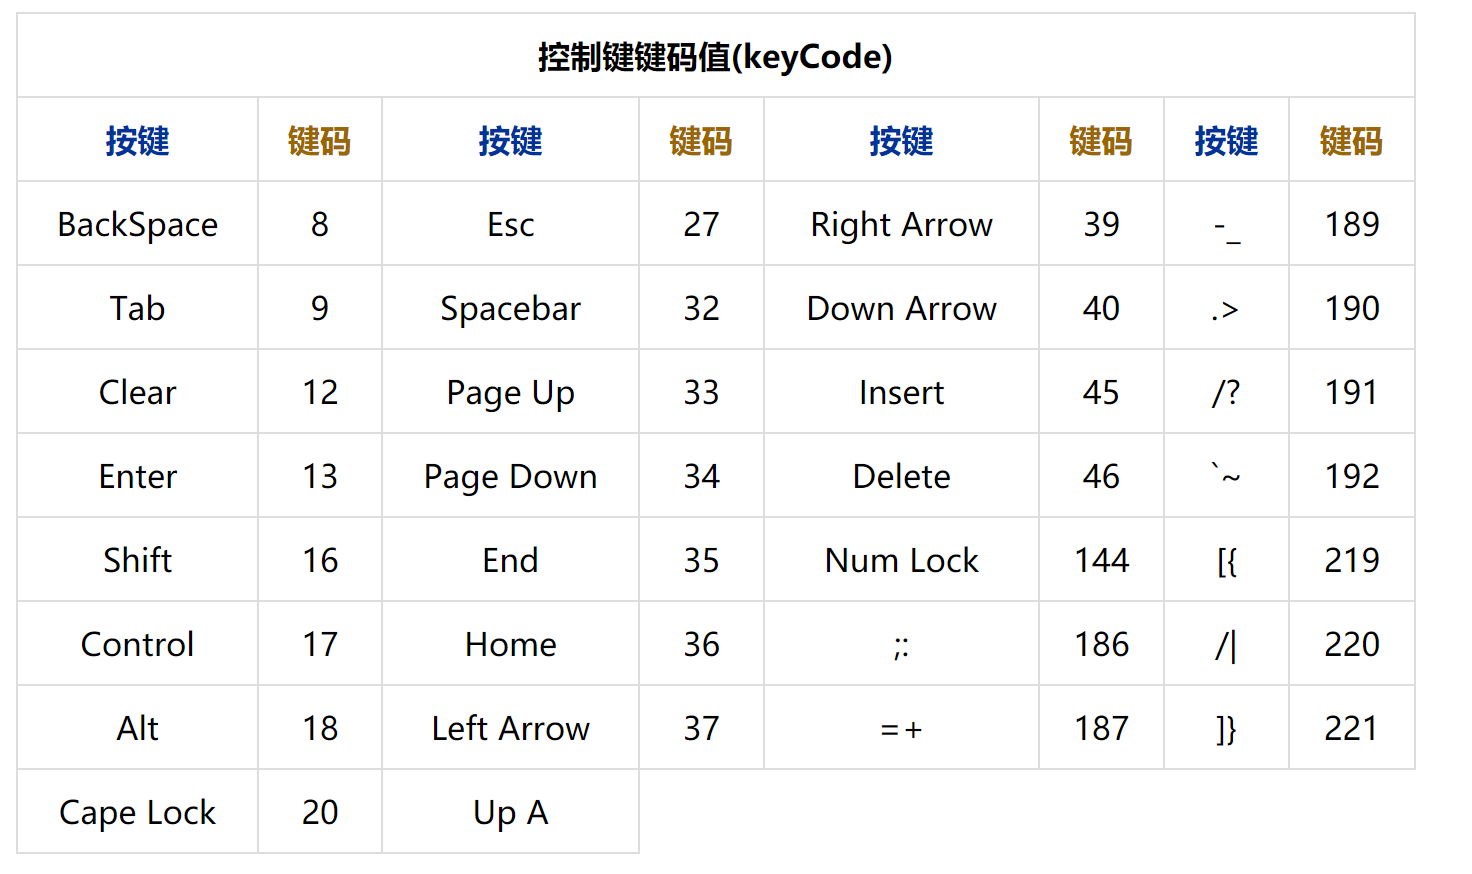 控制键键码值(keyCode)
按键 键码 按键 键码 按键 键码 按键 键码
BackSpace 8 Esc 27 Right Arrow 39 -_ 189
Tab 9 Spacebar 32 Down Arrow 40 .> 190
Clear 12 Page Up 33 Insert 45 /? 191
Enter 13 Page Down 34 Delete 46 `~ 192
Shift 16 End 35 Num Lock 144 [{ 219
Control 17 Home 36 ;: 186 /| 220
Alt 18 Left Arrow 37 =+ 187 ]} 221
Cape Lock 20 Up A